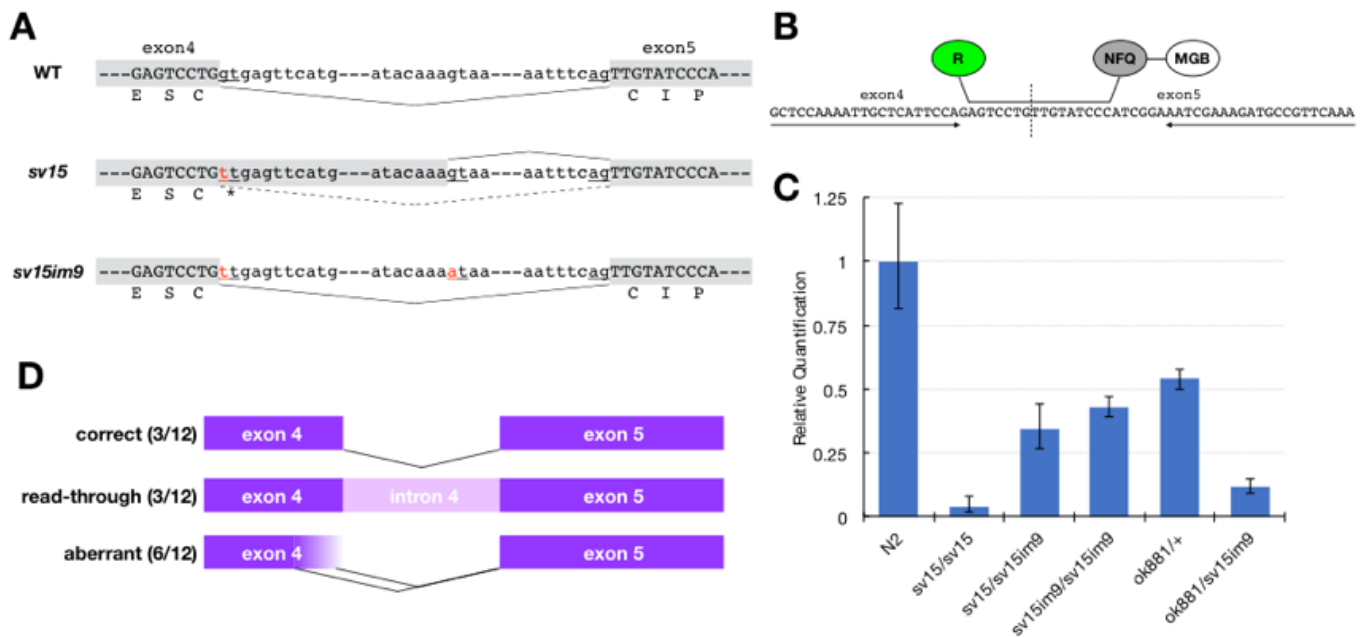 A
exon4 exon5
WT ---GAGTCCTGgtgagttcatg---atacaaagtaa---aatttcagTTGTATCCCA---
E S C C I P
sv15 ---GAGTCCTGttgagttcatg---atacaaagtaa---aatttcagTTGTATCCCA---
E S C *
sv15im9 ---GAGTCCTGttgagttcatg---atacaaaataa---aatttcagTTGTATCCCA---
E S C C I P
B
R NFQ MGB
exon4 exon5
GCTCCAAAATTGCTCATTCCAGAGTCCTGTTGTATCCCATCGGAAATCGAAAGATGCCGTTCAAA
C
Relative Quantification
1.25
1
0.75
0.5
0.25
0
N2
sv15/sv15
sv15/sv15im9
sv15im9/sv15im9
ok881/+
ok881/sv15im9
D
correct (3/12) exon 4 exon 5
read-through (3/12) exon 4 intron 4 exon 5
aberrant (6/12) exon 4 exon 5